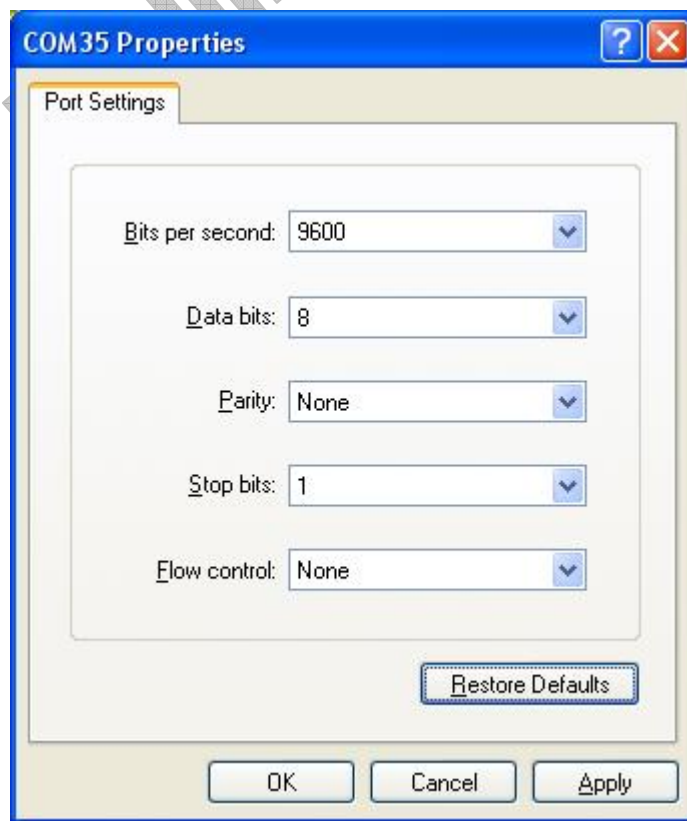 COM35 Properties
Port Settings
Bits per second: 9600
Data bits: 8
Parity: None
Stop bits: 1
Flow control: None
Restore Defaults
OK Cancel Apply